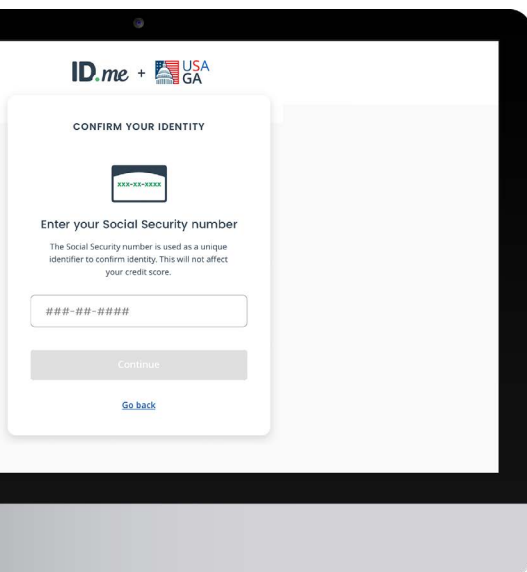 ID.me + USA
GA
CONFIRM YOUR IDENTITY
xxx-xx-xxxx
Enter your Social Security number
The Social Security number is used as a unique
identifier to confirm identity. This will not affect
your credit score.
###-##-####
Continue
Go back